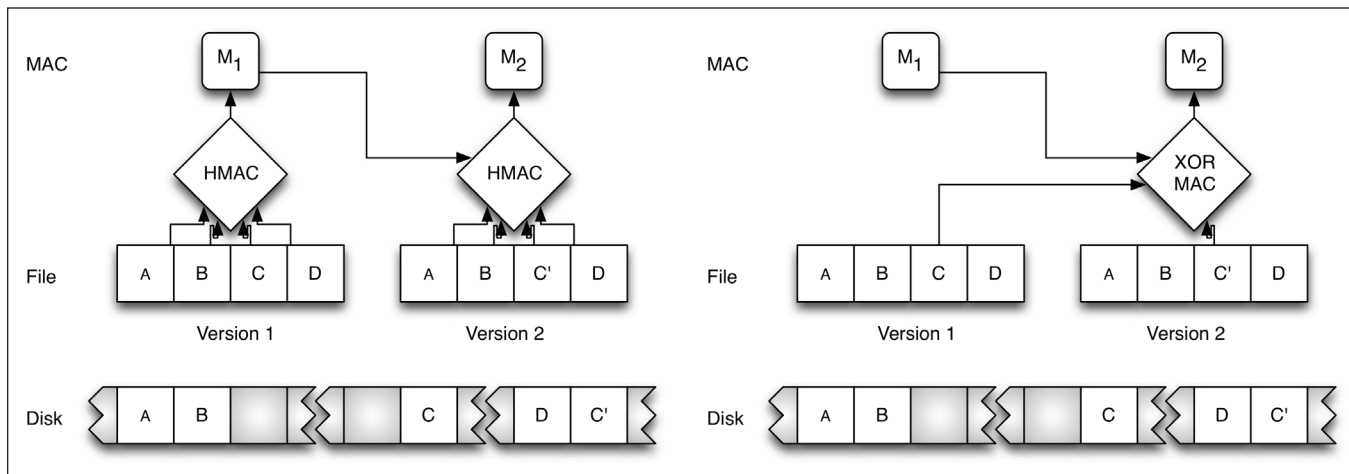 MAC
M1
M2
HMAC
HMAC
File
A B C D
A B C' D
Version 1
Version 2
Disk
A B C D C'
MAC
M1
M2
XOR
MAC
File
A B C D
A B C' D
Version 1
Version 2
Disk
A B C D C'